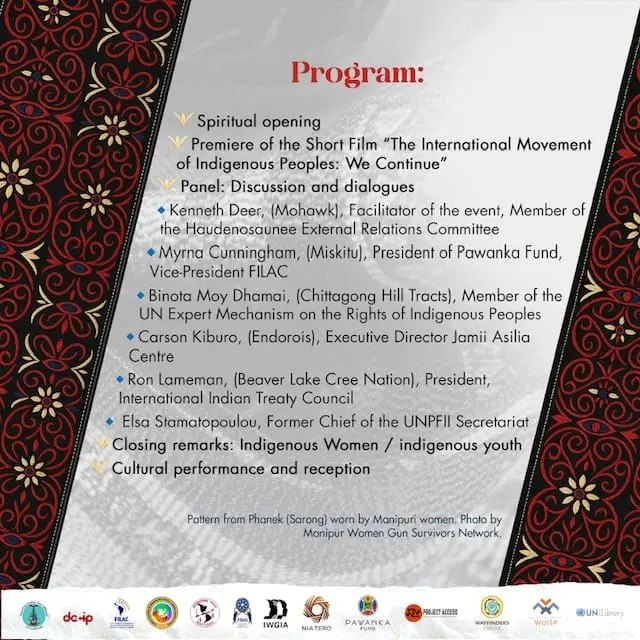 Program:
Spiritual opening
Premiere of the Short Film “The International Movement
of Indigenous Peoples: We Continue”
Panel: Discussion and dialogues
Kenneth Deer, (Mohawk), Facilitator of the event, Member of
the Haudenosaunee External Relations Committee
Myrna Cunningham, (Miskitu), President of Pawanka Fund,
Vice-President FILAC
Binota Moy Dhamai, (Chittagong Hill Tracts), Member of the
UN Expert Mechanism on the Rights of Indigenous Peoples
Carson Kiburo, (Endorois), Executive Director Jamii Asilia
Centre
Ron Lameman, (Beaver Lake Cree Nation), President,
International Indian Treaty Council
Elsa Stamatopoulou, Former Chief of the UNPFII Secretariat
Closing remarks: Indigenous Women / indigenous youth
Cultural performance and reception
Pattern from Phanek (Sarong) worn by Manipuri women. Photo by
Manipur Women Gun Survivors Network.
FILAC
IWGIA
NIATERO
PAWANKA
FUND
PROJECT ACCESS
WAYFINDERS
CIRCLE
WUISP
UN Library